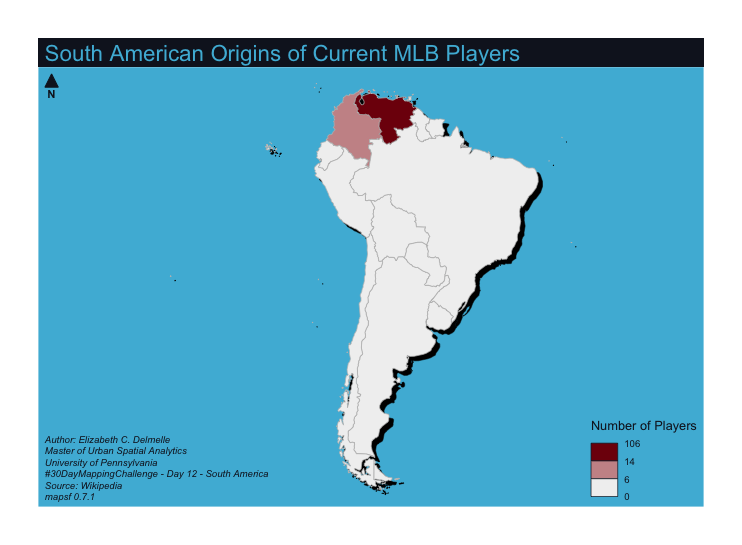 South American Origins of Current MLB Players
N
Number of Players
106
14
6
0
Author: Elizabeth C. Delmelle
Master of Urban Spatial Analytics
University of Pennsylvania
#30DayMappingChallenge - Day 12 - South America
Source: Wikipedia
mapsf 0.7.1